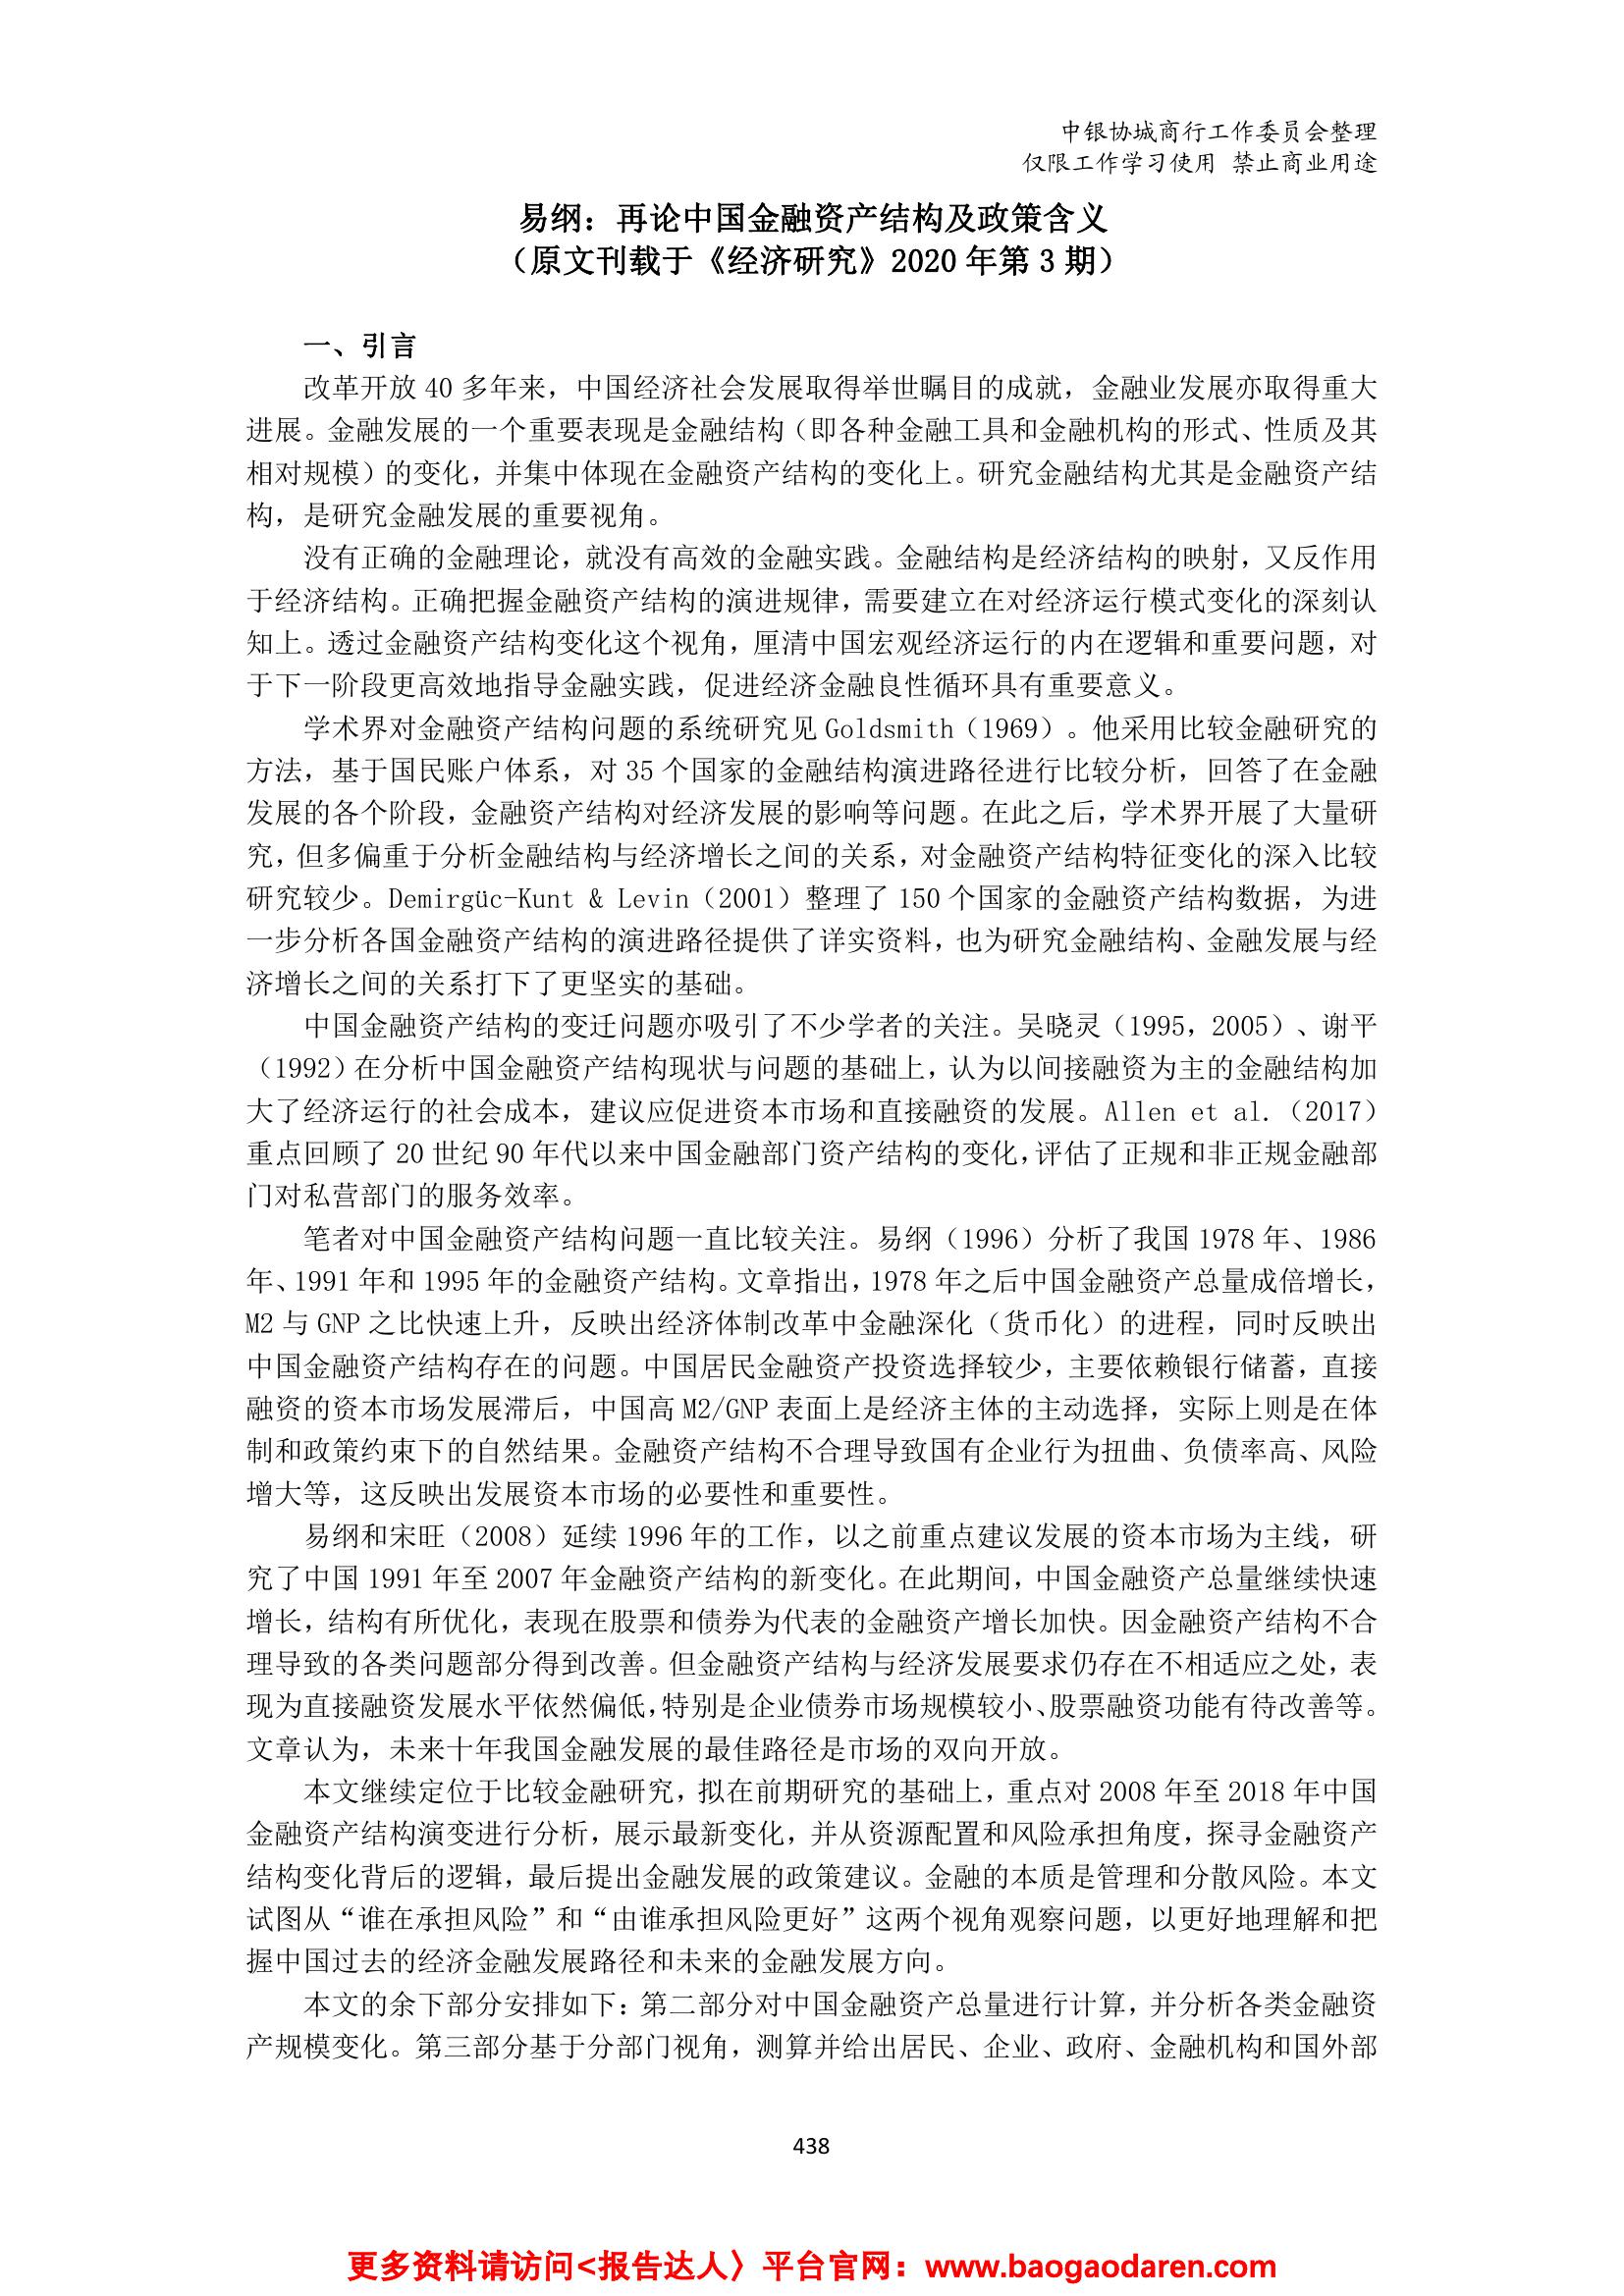 中银协城商行工作委员会整理
仅限工作学习使用 禁止商业用途
易纲：再论中国金融资产结构及政策含义
（原文刊载于《经济研究》2020 年第 3 期）
一、引言
改革开放 40 多年来，中国经济社会发展取得举世瞩目的成就，金融业发展亦取得重大
进展。金融发展的一个重要表现是金融结构（即各种金融工具和金融机构的形式、性质及其
相对规模）的变化，并集中体现在金融资产结构的变化上。研究金融结构尤其是金融资产结
构，是研究金融发展的重要视角。
没有正确的金融理论，就没有高效的金融实践。金融结构是经济结构的映射，又反作用
于经济结构。正确把握金融资产结构的演进规律，需要建立在对经济运行模式变化的深刻认
知上。透过金融资产结构变化这个视角，厘清中国宏观经济运行的内在逻辑和重要问题，对
于下一阶段更高效地指导金融实践，促进经济金融良性循环具有重要意义。
学术界对金融资产结构问题的系统研究见 Goldsmith（1969）。他采用比较金融研究的
方法，基于国民账户体系，对 35 个国家的金融结构演进路径进行比较分析，回答了在金融
发展的各个阶段，金融资产结构对经济发展的影响等问题。在此之后，学术界开展了大量研
究，但多偏重于分析金融结构与经济增长之间的关系，对金融资产结构特征变化的深入比较
研究较少。Demirgüc-Kunt & Levin（2001）整理了 150 个国家的金融资产结构数据，为进
一步分析各国金融资产结构的演进路径提供了详实资料，也为研究金融结构、金融发展与经
济增长之间的关系打下了更坚实的基础。
中国金融资产结构的变迁问题亦吸引了不少学者的关注。吴晓灵（1995，2005）、谢平
（1992）在分析中国金融资产结构现状与问题的基础上，认为以间接融资为主的金融结构加
大了经济运行的社会成本，建议应促进资本市场和直接融资的发展。Allen et al.（2017）
重点回顾了 20 世纪 90 年代以来中国金融部门资产结构的变化，评估了正规和非正规金融部
门对私营部门的服务效率。
笔者对中国金融资产结构问题一直比较关注。易纲（1996）分析了我国 1978 年、1986
年、1991 年和 1995 年的金融资产结构。文章指出，1978 年之后中国金融资产总量成倍增长，
M2 与 GNP 之比快速上升，反映出经济体制改革中金融深化（货币化）的进程，同时反映出
中国金融资产结构存在的问题。中国居民金融资产投资选择较少，主要依赖银行储蓄，直接
融资的资本市场发展滞后，中国高 M2/GNP 表面上是经济主体的主动选择，实际上则是在体
制和政策约束下的自然结果。金融资产结构不合理导致国有企业行为扭曲、负债率高、风险
增大等，这反映出发展资本市场的必要性和重要性。
易纲和宋旺（2008）延续 1996 年的工作，以之前重点建议发展的资本市场为主线，研
究了中国 1991 年至 2007 年金融资产结构的新变化。在此期间，中国金融资产总量继续快速
增长，结构有所优化，表现在股票和债券为代表的金融资产增长加快。因金融资产结构不合
理导致的各类问题部分得到改善。但金融资产结构与经济发展要求仍存在不相适应之处，表
现为直接融资发展水平依然偏低，特别是企业债券市场规模较小、股票融资功能有待改善等。
文章认为，未来十年我国金融发展的最佳路径是市场的双向开放。
本文继续定位于比较金融研究，拟在前期研究的基础上，重点对 2008 年至 2018 年中国
金融资产结构演变进行分析，展示最新变化，并从资源配置和风险承担角度，探寻金融资产
结构变化背后的逻辑，最后提出金融发展的政策建议。金融的本质是管理和分散风险。本文
试图从“谁在承担风险”和“由谁承担风险更好”这两个视角观察问题，以更好地理解和把
握中国过去的经济金融发展路径和未来的金融发展方向。
本文的余下部分安排如下：第二部分对中国金融资产总量进行计算，并分析各类金融资
产规模变化。第三部分基于分部门视角，测算并给出居民、企业、政府、金融机构和国外部
438
更多资料请访问<报告达人〉平台官网：www.baogaodaren.com